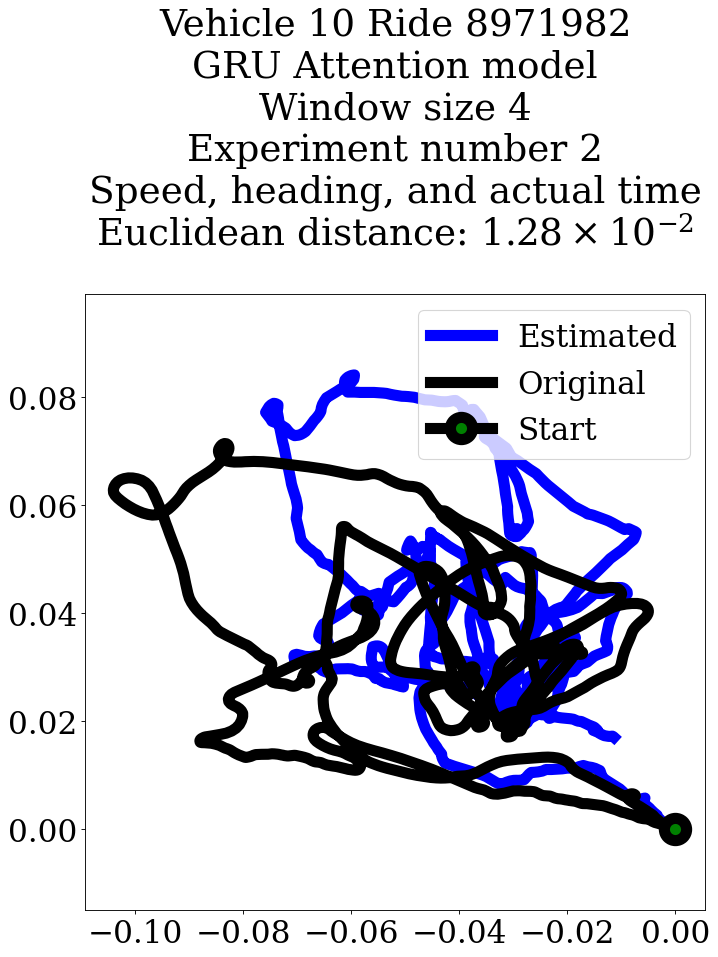 Vehicle 10 Ride 8971982
GRU Attention model
Window size 4
Experiment number 2
Speed, heading, and actual time
Euclidean distance: 1.28 × 10⁻²
Estimated
Original
Start
0.08
0.06
0.04
0.02
0.00
−0.10 −0.08 −0.06 −0.04 −0.02 0.00